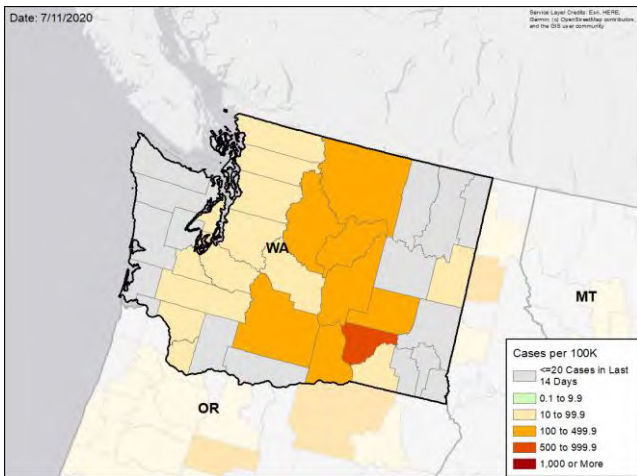 Date: 7/11/2020
Service Layer Credits: Esri, HERE,
Garmin, (c) OpenStreetMap contributors,
and the GIS user community
WA
MT
OR
Cases per 100K
<=20 Cases in Last
14 Days
0.1 to 9.9
10 to 99.9
100 to 499.9
500 to 999.9
1,000 or More